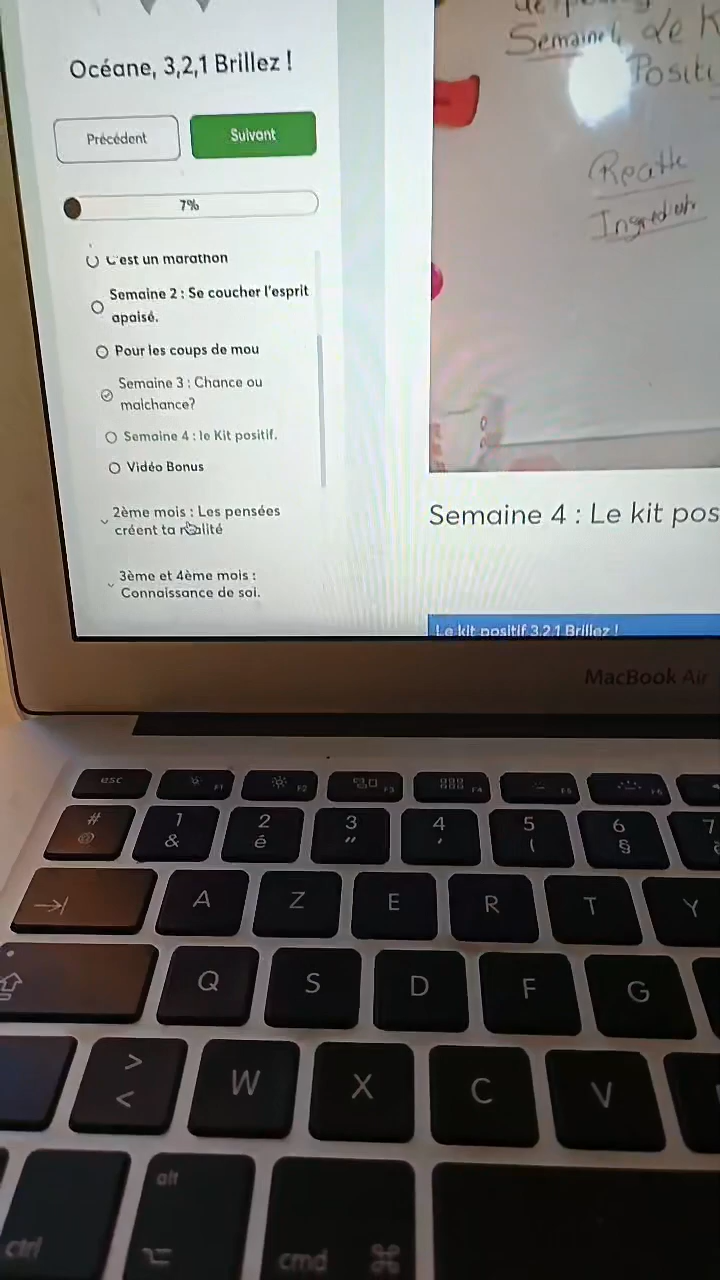 Océane, 3,2,1 Brillez !
Précédent
Suivant
7%
C'est un marathon
Semaine 2 : Se coucher l'esprit
apaisé.
Pour les coups de mou
Semaine 3 : Chance ou
malchance?
Semaine 4 : le Kit positif.
Vidéo Bonus
2ème mois : Les pensées
créent ta réalité
3ème et 4ème mois :
Connaissance de soi.
Semaine 4 de K
Positi
Semaine 4 : Le kit pos
Le kit positif 3,2,1 Brillez !
MacBook Air
esc F1 F2 F3 F4 F5 F6
# 1 2 3 4 5 6 7
@ & é " ' ( §
A Z E R T Y
Q S D F G
> W X C V
<
alt
ctrl cmd ⌘